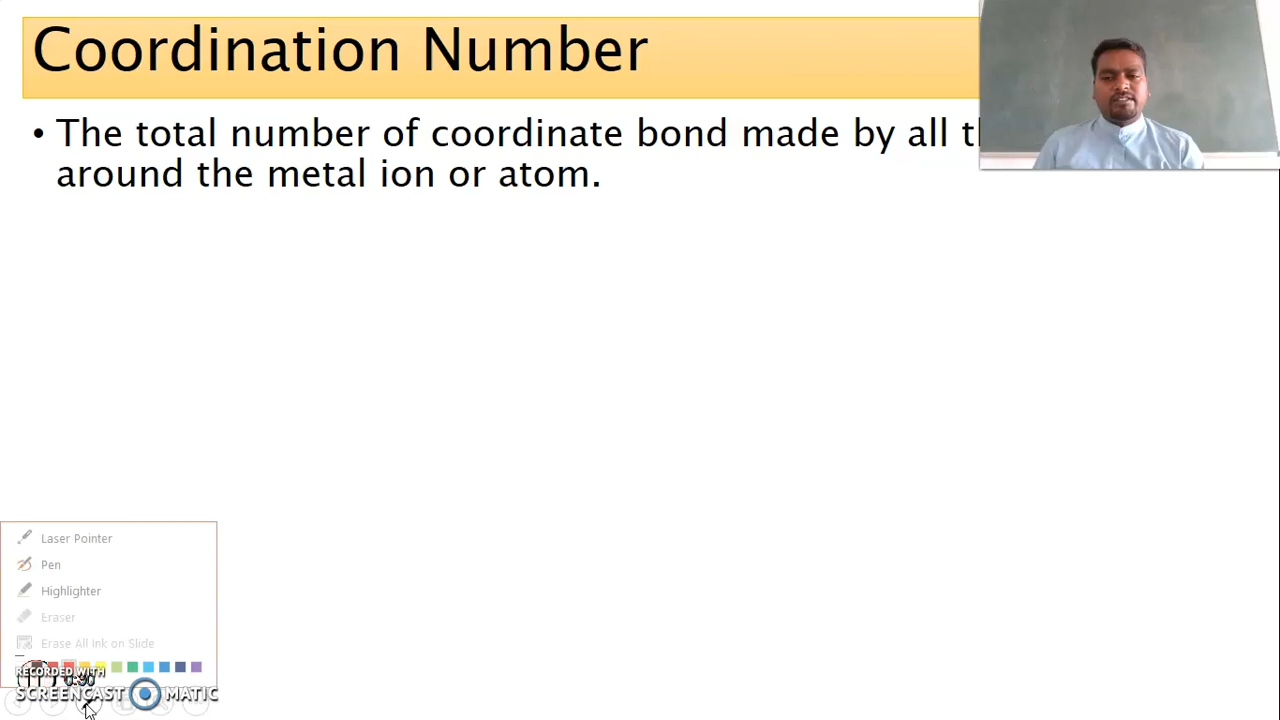 Coordination Number
• The total number of coordinate bond made by all
around the metal ion or atom.
Laser Pointer
Pen
Highlighter
Eraser
Erase All Ink on Slide
RECORDED WITH
SCREENCAST MATIC